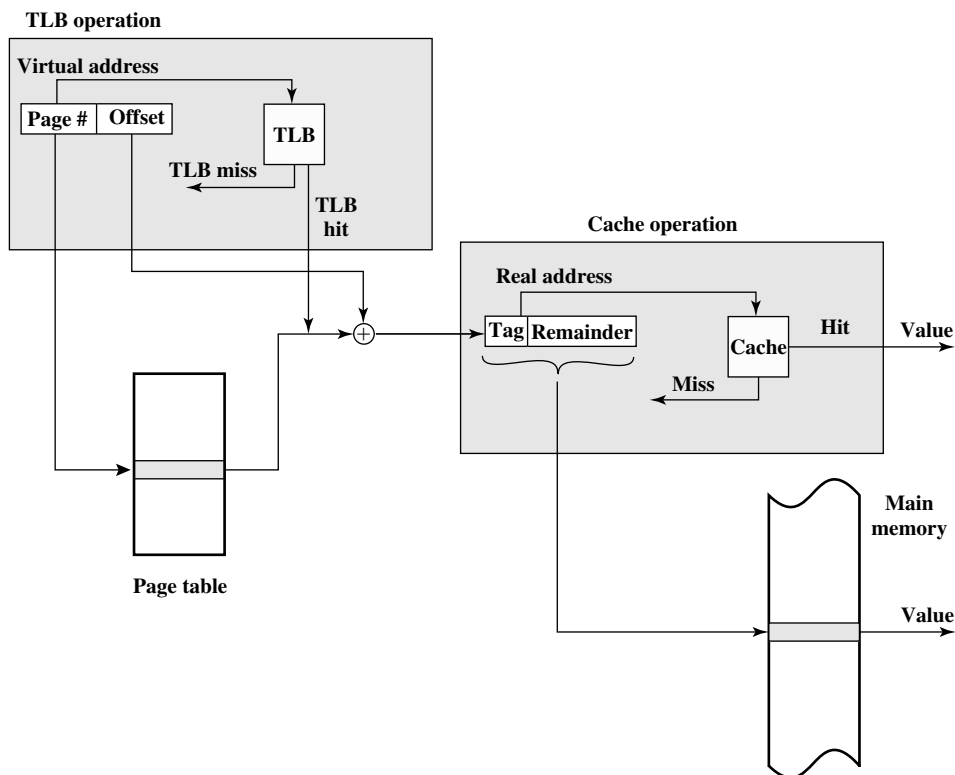 TLB operation
Virtual address
Page #
Offset
TLB
TLB miss
TLB
hit
Cache operation
Real address
Tag
Remainder
Cache
Hit
Value
Miss
+
Page table
Main
memory
Value